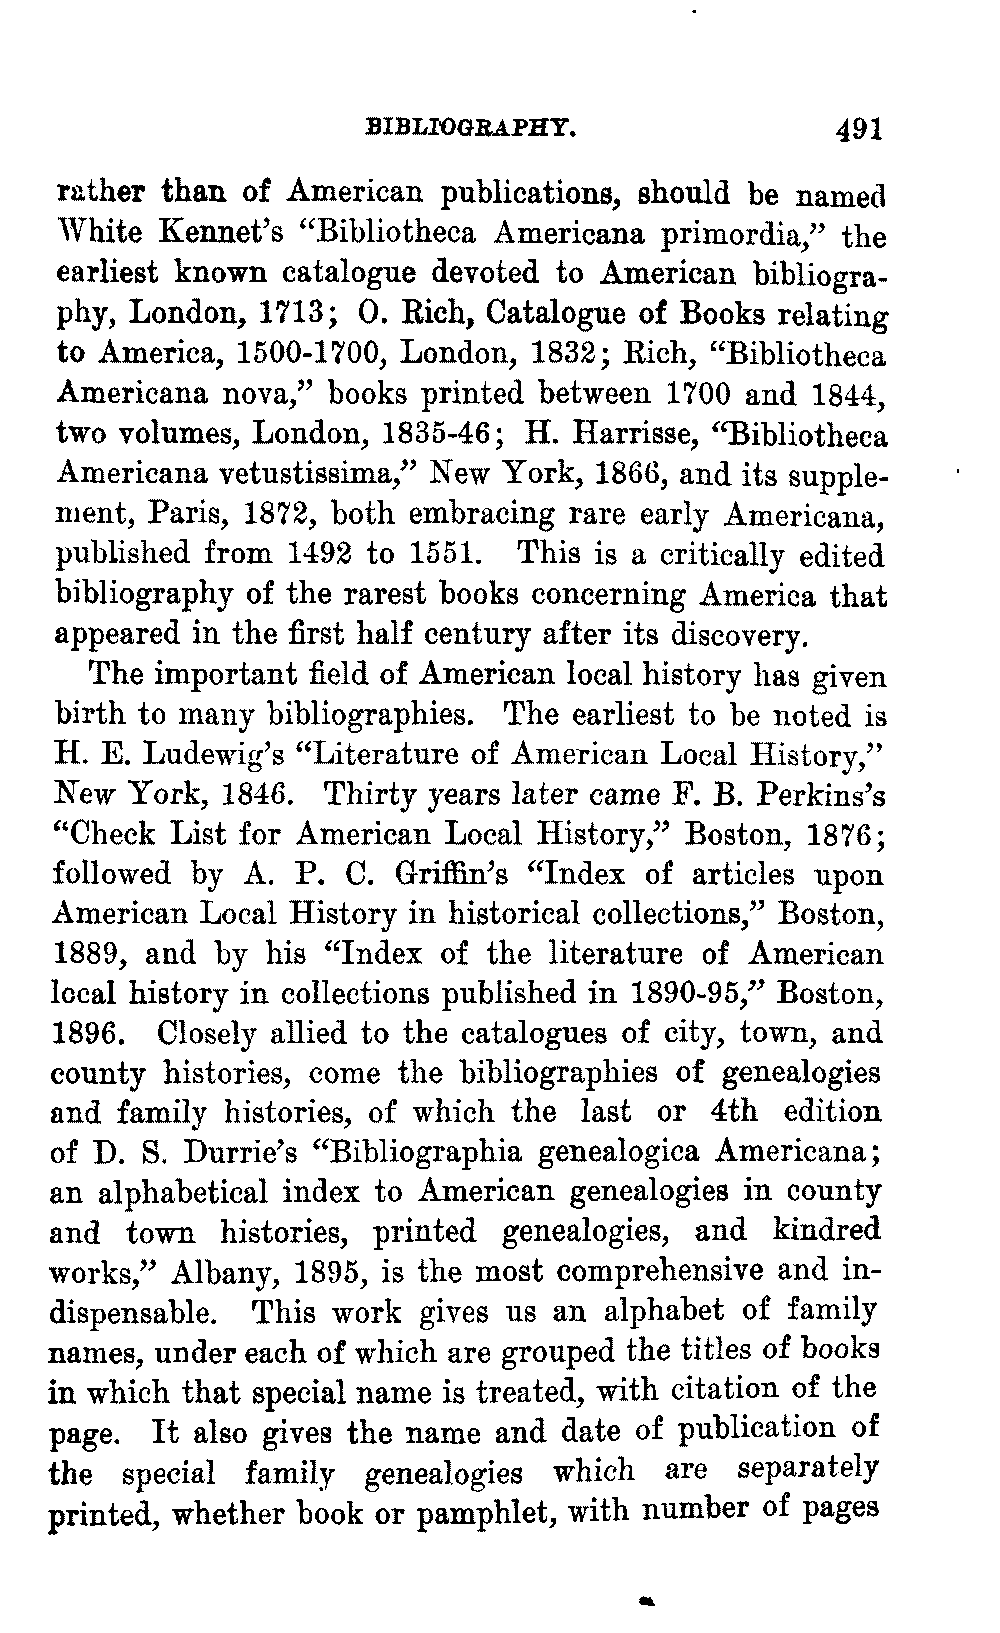 BIBLIOGRAPHY. 491
rather than of American publications, should be named
White Kennet's “Bibliotheca Americana primordia,” the
earliest known catalogue devoted to American bibliogra-
phy, London, 1713; O. Rich, Catalogue of Books relating
to America, 1500-1700, London, 1832; Rich, “Bibliotheca
Americana nova,” books printed between 1700 and 1844,
two volumes, London, 1835-46; H. Harrisse, “Bibliotheca
Americana vetustissima,” New York, 1866, and its supple-
ment, Paris, 1872, both embracing rare early Americana,
published from 1492 to 1551. This is a critically edited
bibliography of the rarest books concerning America that
appeared in the first half century after its discovery.
The important field of American local history has given
birth to many bibliographies. The earliest to be noted is
H. E. Ludewig's “Literature of American Local History,”
New York, 1846. Thirty years later came F. B. Perkins's
“Check List for American Local History,” Boston, 1876;
followed by A. P. C. Griffin's “Index of articles upon
American Local History in historical collections,” Boston,
1889, and by his “Index of the literature of American
local history in collections published in 1890-95,” Boston,
1896. Closely allied to the catalogues of city, town, and
county histories, come the bibliographies of genealogies
and family histories, of which the last or 4th edition
of D. S. Durrie's “Bibliographia genealogica Americana;
an alphabetical index to American genealogies in county
and town histories, printed genealogies, and kindred
works,” Albany, 1895, is the most comprehensive and in-
dispensable. This work gives us an alphabet of family
names, under each of which are grouped the titles of books
in which that special name is treated, with citation of the
page. It also gives the name and date of publication of
the special family genealogies which are separately
printed, whether book or pamphlet, with number of pages